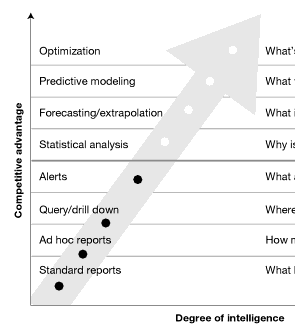 Optimization What's
Predictive modeling What
Forecasting/extrapolation What
Statistical analysis Why is
Alerts What
Query/drill down Where
Ad hoc reports How
Standard reports What
Competitive advantage
Degree of intelligence